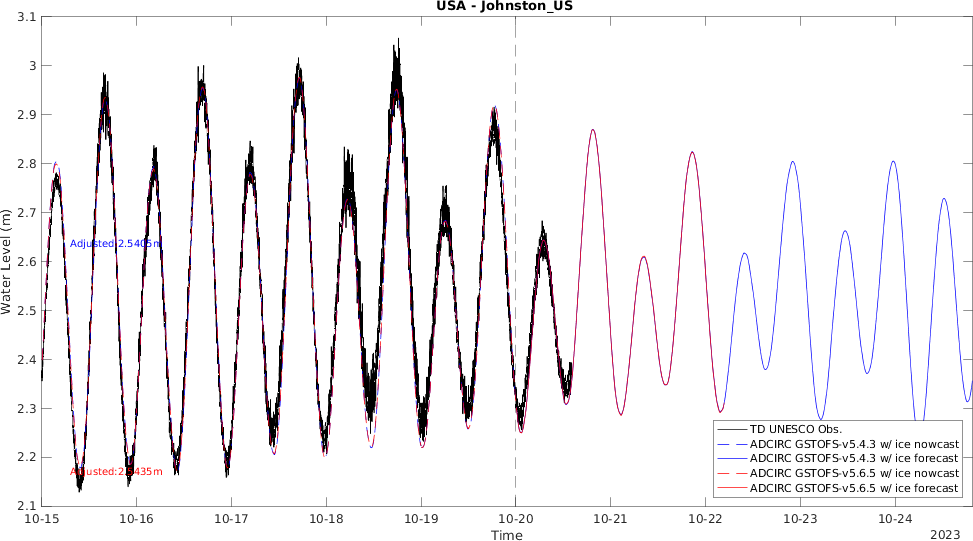 USA - Johnston_US
3.1
3
2.9
2.8
2.7
2.6
2.5
2.4
2.3
2.2
2.1
Water Level (m)
Adjusted:2.5405m
Adjusted:2.5435m
TD UNESCO Obs.
ADCIRC GSTOFS-v5.4.3 w/ ice nowcast
ADCIRC GSTOFS-v5.4.3 w/ ice forecast
ADCIRC GSTOFS-v5.6.5 w/ ice nowcast
ADCIRC GSTOFS-v5.6.5 w/ ice forecast
10-15 10-16 10-17 10-18 10-19 10-20 10-21 10-22 10-23 10-24
Time
2023